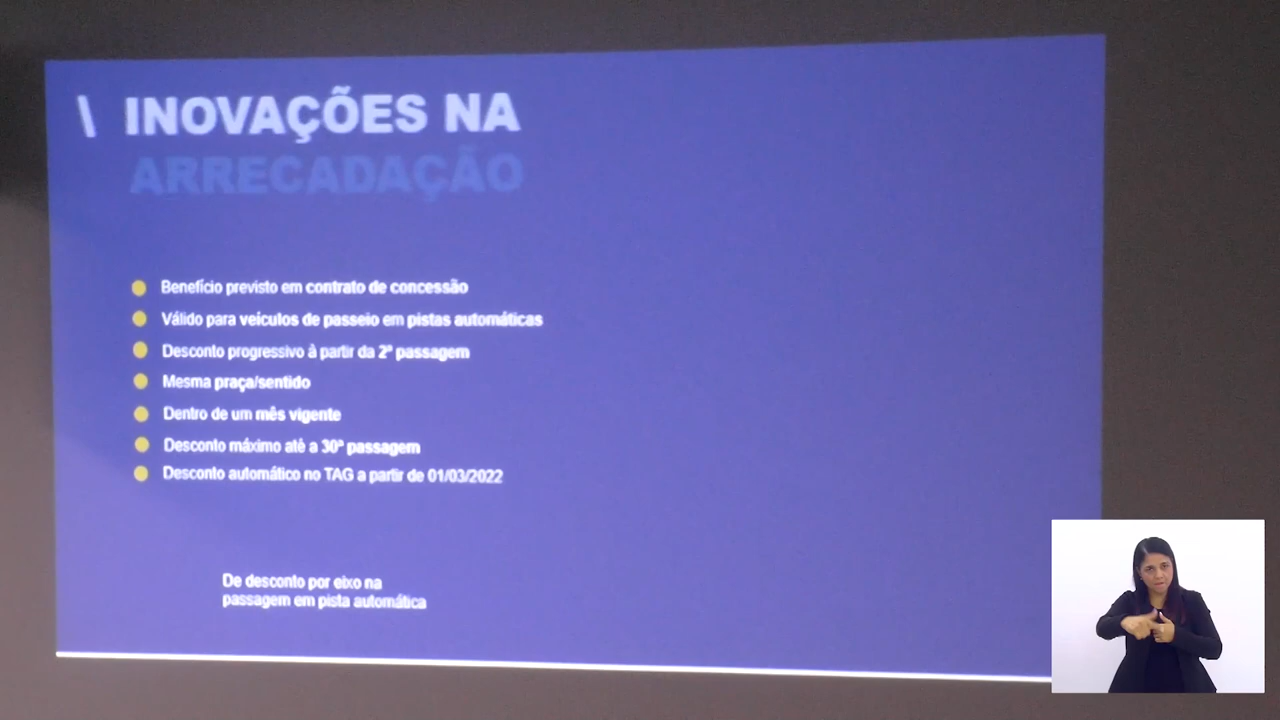 \ INOVAÇÕES NA
ARRECADAÇÃO
Benefício previsto em contrato de concessão
Válido para veículos de passeio em pistas automáticas
Desconto progressivo à partir da 2ª passagem
Mesma praça/sentido
Dentro de um mês vigente
Desconto máximo até a 30ª passagem
Desconto automático no TAG a partir de 01/03/2022
De desconto por eixo na
passagem em pista automática